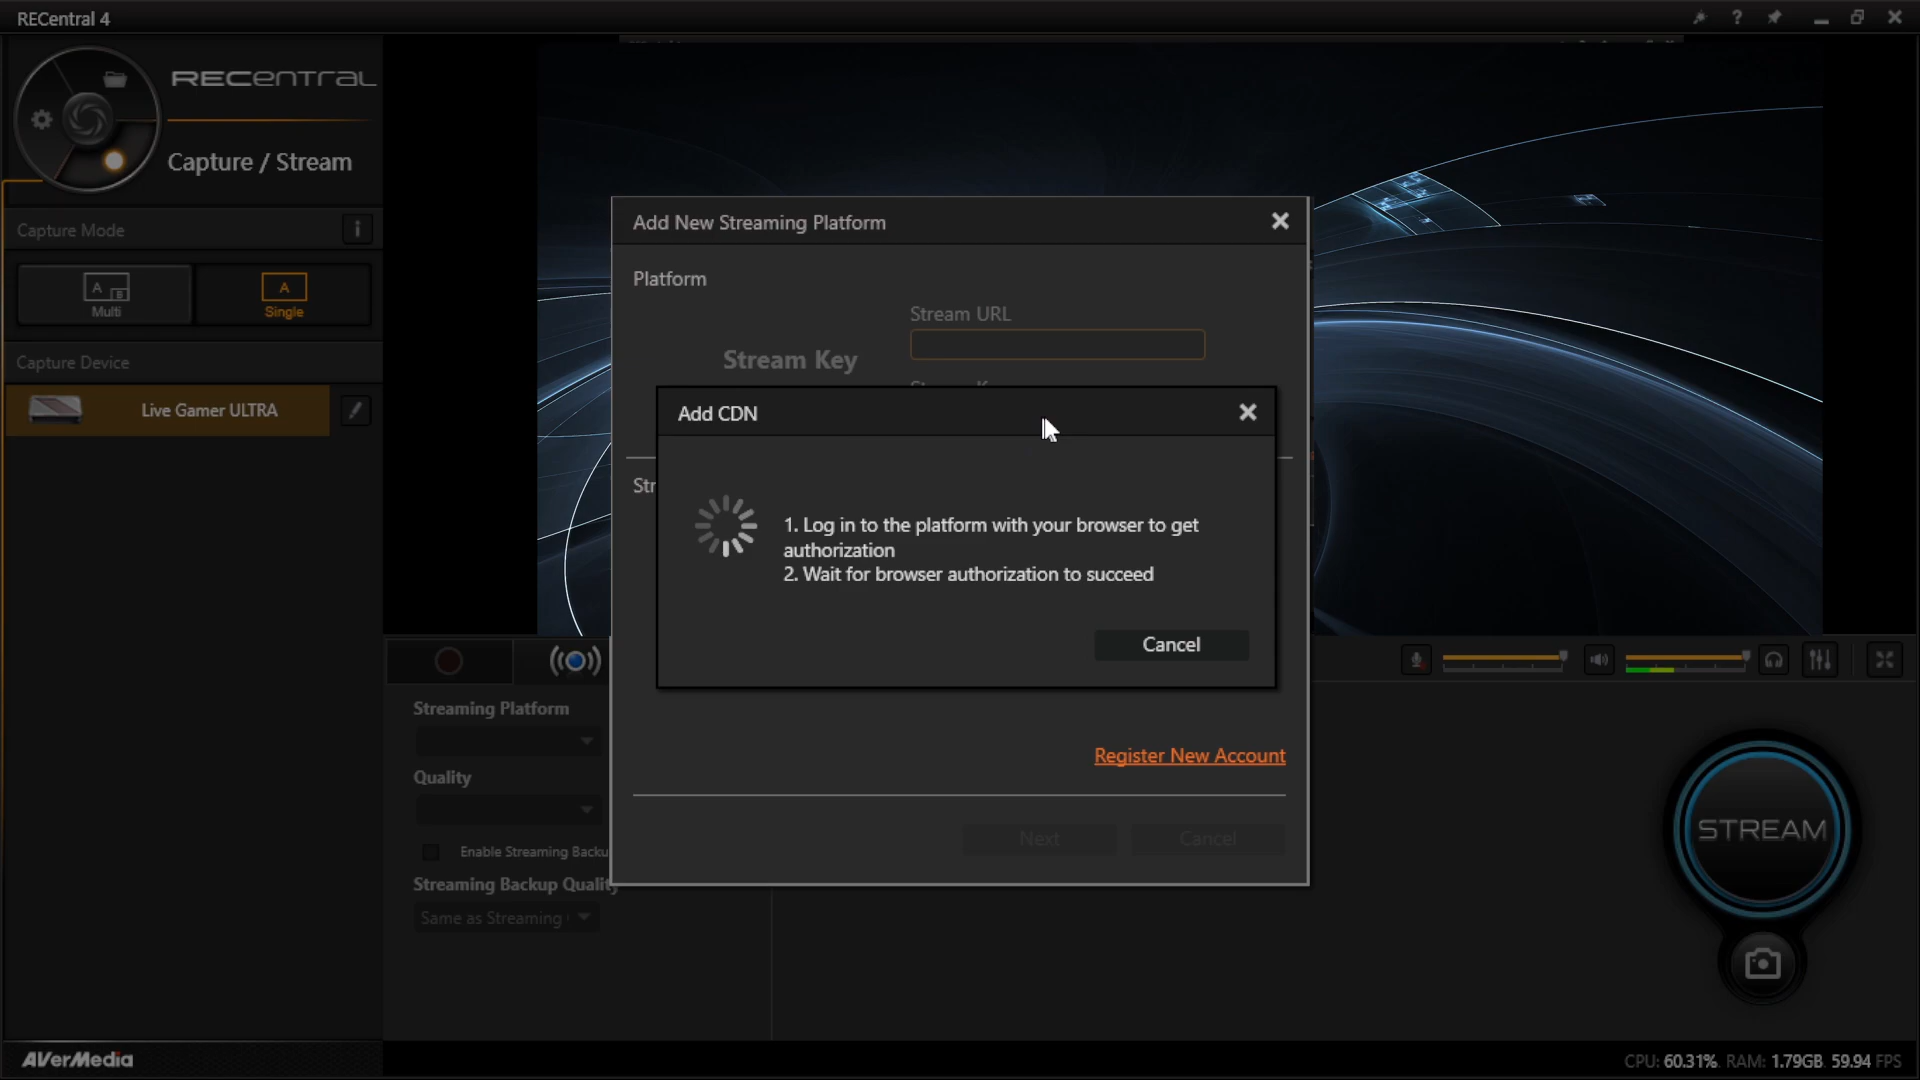 RECentral 4
RECentral
Capture / Stream
Capture Mode
i
A B
Multi
A
Single
Capture Device
Live Gamer ULTRA
Add New Streaming Platform
Platform
Stream URL
Stream Key
Add CDN
1. Log in to the platform with your browser to get
authorization
2. Wait for browser authorization to succeed
Cancel
Register New Account
Next
Cancel
Streaming Platform
Quality
Enable Streaming Backu
Streaming Backup Quality
Same as Streaming
STREAM
AVerMedia
CPU: 60.31% RAM: 1.79GB 59.94 FPS